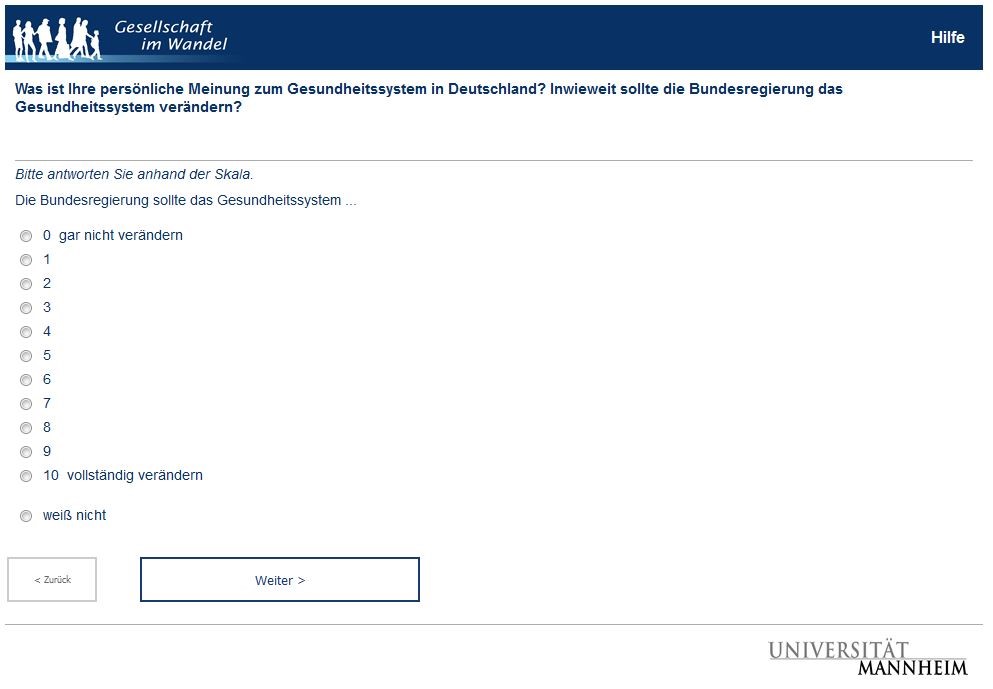 Gesellschaft
im Wandel
Hilfe
Was ist Ihre persönliche Meinung zum Gesundheitssystem in Deutschland? Inwieweit sollte die Bundesregierung das
Gesundheitssystem verändern?
Bitte antworten Sie anhand der Skala.
Die Bundesregierung sollte das Gesundheitssystem ...
0 gar nicht verändern
1
2
3
4
5
6
7
8
9
10 vollständig verändern
weiß nicht
< Zurück
Weiter >
UNIVERSITÄT
MANNHEIM